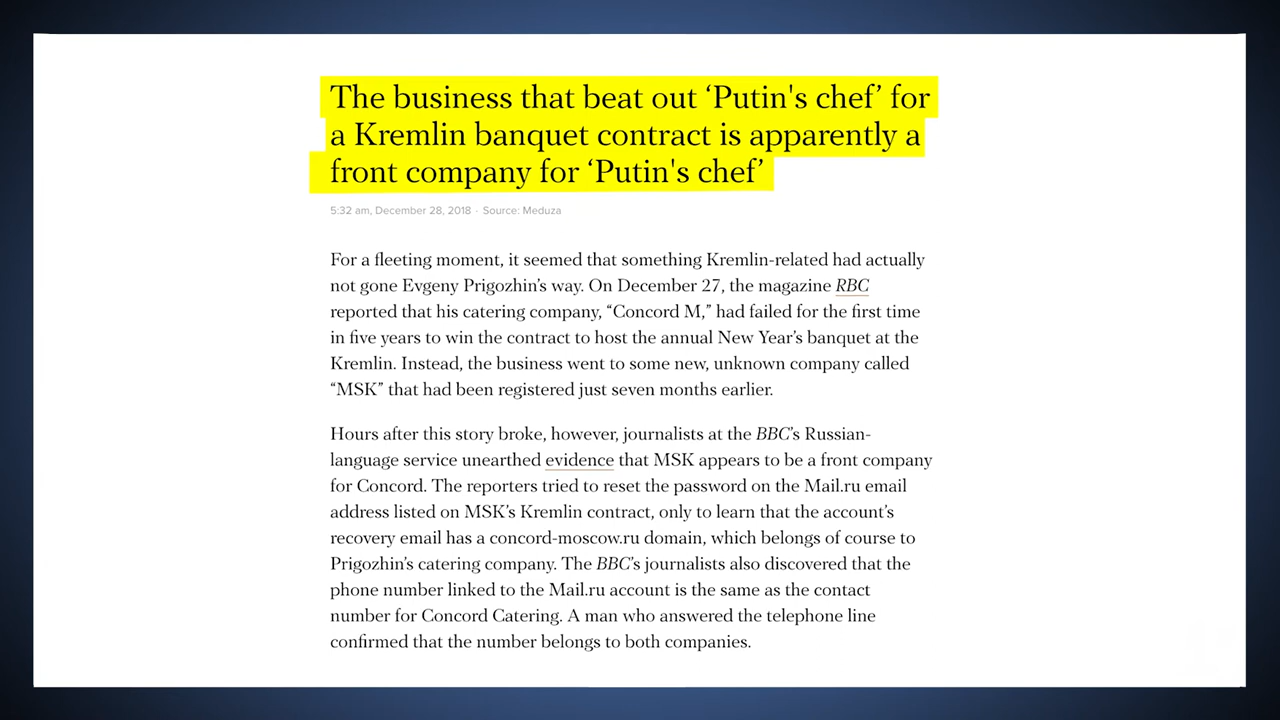 The business that beat out ‘Putin's chef’ for
a Kremlin banquet contract is apparently a
front company for ‘Putin's chef’
5:32 am, December 28, 2018 · Source: Meduza
For a fleeting moment, it seemed that something Kremlin-related had actually
not gone Evgeny Prigozhin’s way. On December 27, the magazine RBC
reported that his catering company, “Concord M,” had failed for the first time
in five years to win the contract to host the annual New Year’s banquet at the
Kremlin. Instead, the business went to some new, unknown company called
“MSK” that had been registered just seven months earlier.
Hours after this story broke, however, journalists at the BBC’s Russian-
language service unearthed evidence that MSK appears to be a front company
for Concord. The reporters tried to reset the password on the Mail.ru email
address listed on MSK’s Kremlin contract, only to learn that the account’s
recovery email has a concord-moscow.ru domain, which belongs of course to
Prigozhin’s catering company. The BBC’s journalists also discovered that the
phone number linked to the Mail.ru account is the same as the contact
number for Concord Catering. A man who answered the telephone line
confirmed that the number belongs to both companies.